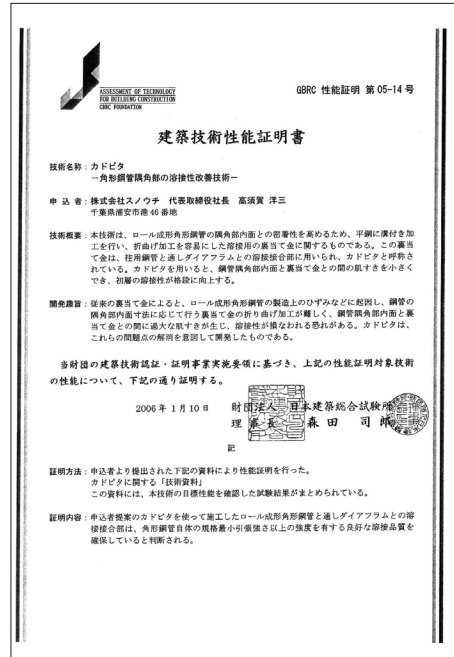 ASSESSMENT OF TECHNOLOGY
FOR BUILDING CONSTRUCTION
GBRC FOUNDATION
GBRC 性能証明 第 05-14 号
建築技術性能証明書
技術名称：カドピタ
－角形鋼管隅角部の溶接性改善技術－
申 込 者：株式会社スノウチ 代表取締役社長 高須賀 洋三
千葉県浦安市港 46 番地
技術概要：本技術は、ロール成形角形鋼管の隅角部内面との密着性を高めるため、平鋼に溝付き加
工を行い、折曲げ加工を容易にした溶接用の裏当て金に関するものである。この裏当
て金は、柱用鋼管と通しダイアフラムとの溶接接合部に用いられ、カドピタと呼称さ
れている。カドピタを用いると、鋼管隅角部内面と裏当て金との間の肌すきを小さく
でき、初層の溶接性が格段に向上する。
開発趣旨：従来の裏当て金によると、ロール成形角形鋼管の製造上のひずみなどに起因し、鋼管の
隅角部内面寸法に応じて行う裏当て金の折り曲げ加工が難しく、鋼管隅角部内面と裏
当て金との間に過大な肌すきが生じ、溶接性が損なわれる恐れがある。カドピタは、
これらの問題点の解消を意図して開発したものである。
当財団の建築技術認証・証明事業実施要領に基づき、上記の性能証明対象技術
の性能について、下記の通り証明する。
2006 年 1 月 10 日 財団法人 日本建築総合試験所
理 事 長 森 田 司 郎
記
証明方法：申込者より提出された下記の資料により性能証明を行った。
カドピタに関する「技術資料」
この資料には、本技術の目標性能を確認した試験結果がまとめられている。
証明内容：申込者提案のカドピタを使って施工したロール成形角形鋼管と通しダイアフラムとの溶
接接合部は、角形鋼管自体の規格最小引張強さ以上の強度を有する良好な溶接品質を
確保していると判断される。